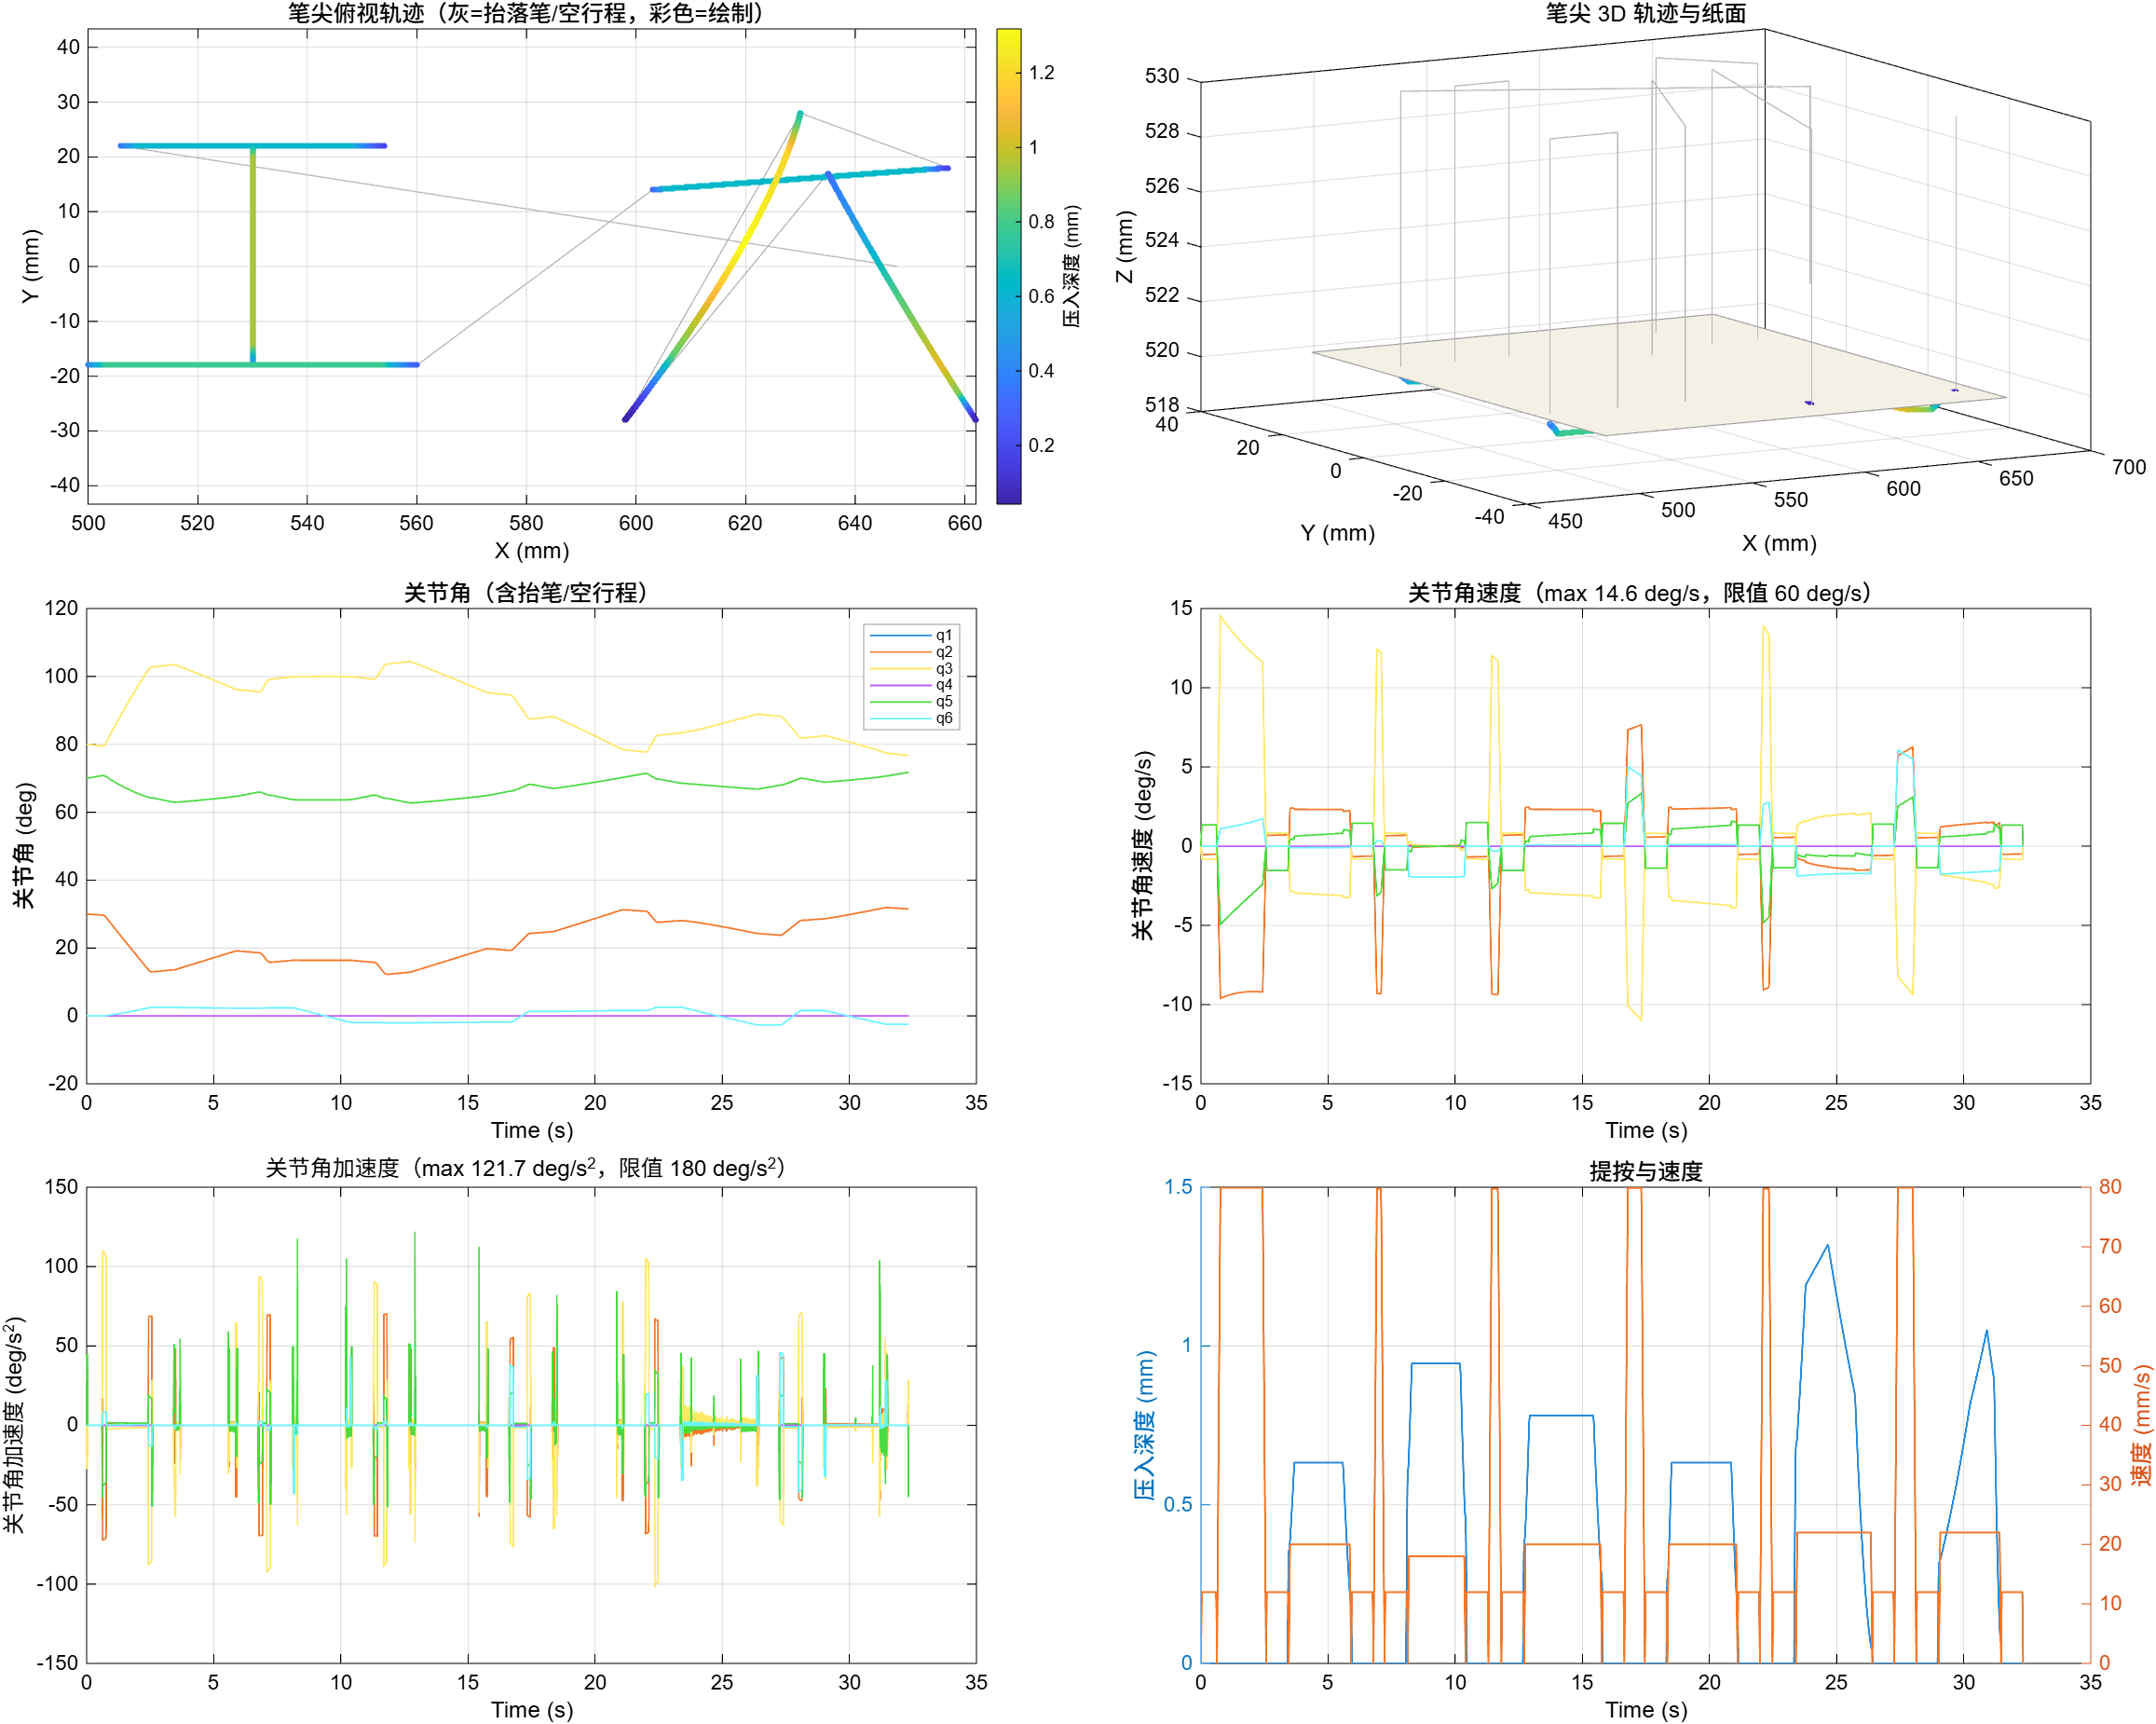 笔尖俯视轨迹（灰=抬落笔/空行程，彩色=绘制）
40
30
20
10
0
-10
-20
-30
-40
500 520 540 560 580 600 620 640 660
X (mm)
Y (mm)
1.2
1
0.8
0.6
0.4
0.2
压入深度 (mm)
笔尖 3D 轨迹与纸面
530
528
526
524
522
520
518
Z (mm)
40
20
0
-20
-40
Y (mm)
450
500
550
600
650
700
X (mm)
关节角（含抬笔/空行程）
120
100
80
60
40
20
0
-20
关节角 (deg)
q1
q2
q3
q4
q5
q6
0 5 10 15 20 25 30 35
Time (s)
关节角速度（max 14.6 deg/s，限值 60 deg/s）
15
10
5
0
-5
-10
-15
关节角速度 (deg/s)
0 5 10 15 20 25 30 35
Time (s)
关节角加速度（max 121.7 deg/s²，限值 180 deg/s²）
150
100
50
0
-50
-100
-150
关节角加速度 (deg/s²)
0 5 10 15 20 25 30 35
Time (s)
提按与速度
1.5
1
0.5
0
压入深度 (mm)
80
70
60
50
40
30
20
10
0
速度 (mm/s)
0 5 10 15 20 25 30 35
Time (s)